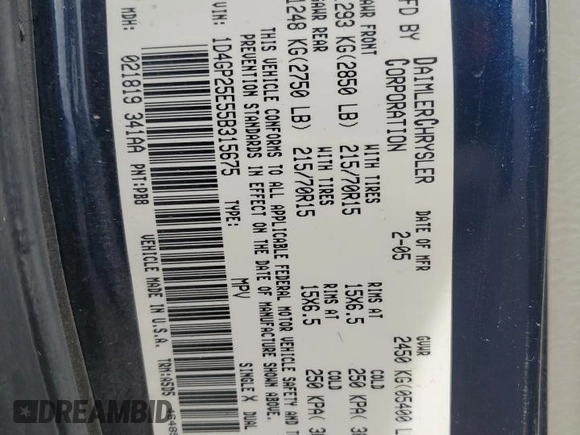 MFD BY DAIMLERCHRYSLER DATE OF MFR GVWR
CORPORATION 2-05 2450 KG(05400 L
GAWR FRONT WITH TIRES RIMS AT COLD
1293 KG(2850 LB) 215/70R15 15X6.5 250 KPA(
GAWR REAR WITH TIRES RIMS AT COLD
1248 KG(2750 LB) 215/70R15 15X6.5 250 KPA(
THIS VEHICLE CONFORMS TO ALL APPLICABLE FEDERAL MOTOR VEHICLE SAFETY AND
PREVENTION STANDARDS IN EFFECT ON THE DATE OF MANUFACTURE SHOWN ABOVE.
VIN: 1D4GP25E55B315675 TYPE: MPV SINGLE X DUAL
MDH: 021819 341AA PNT:PBB VEHICLE MADE IN U.S.A. TRM:H5D5
DREAMBID